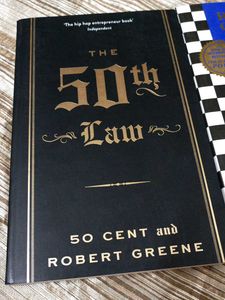 'The hip hop entrepreneur book'
Independent
THE
50th
Law
50 CENT and
ROBERT GREENE